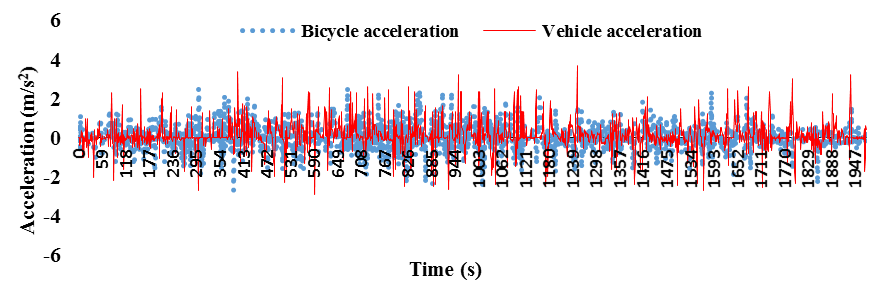 6
Bicycle acceleration
Vehicle acceleration
4
2
0
-2
-4
-6
Acceleration (m/s²)
0 59 118 177 236 295 354 413 472 531 590 649 708 767 826 885 944 1003 1062 1121 1180 1239 1298 1357 1416 1475 1534 1593 1652 1711 1770 1829 1888 1947
Time (s)